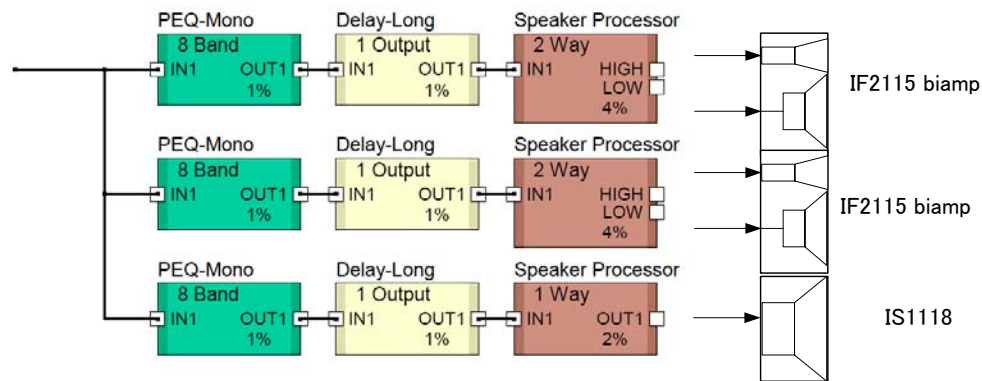 PEQ-Mono Delay-Long Speaker Processor
8 Band 1 Output 2 Way
IN1 OUT1 IN1 OUT1 IN1 HIGH
LOW
1% 1% 4%
IF2115 biamp
PEQ-Mono Delay-Long Speaker Processor
8 Band 1 Output 2 Way
IN1 OUT1 IN1 OUT1 IN1 HIGH
LOW
1% 1% 4%
IF2115 biamp
PEQ-Mono Delay-Long Speaker Processor
8 Band 1 Output 1 Way
IN1 OUT1 IN1 OUT1 IN1 OUT1
1% 1% 2%
IS1118